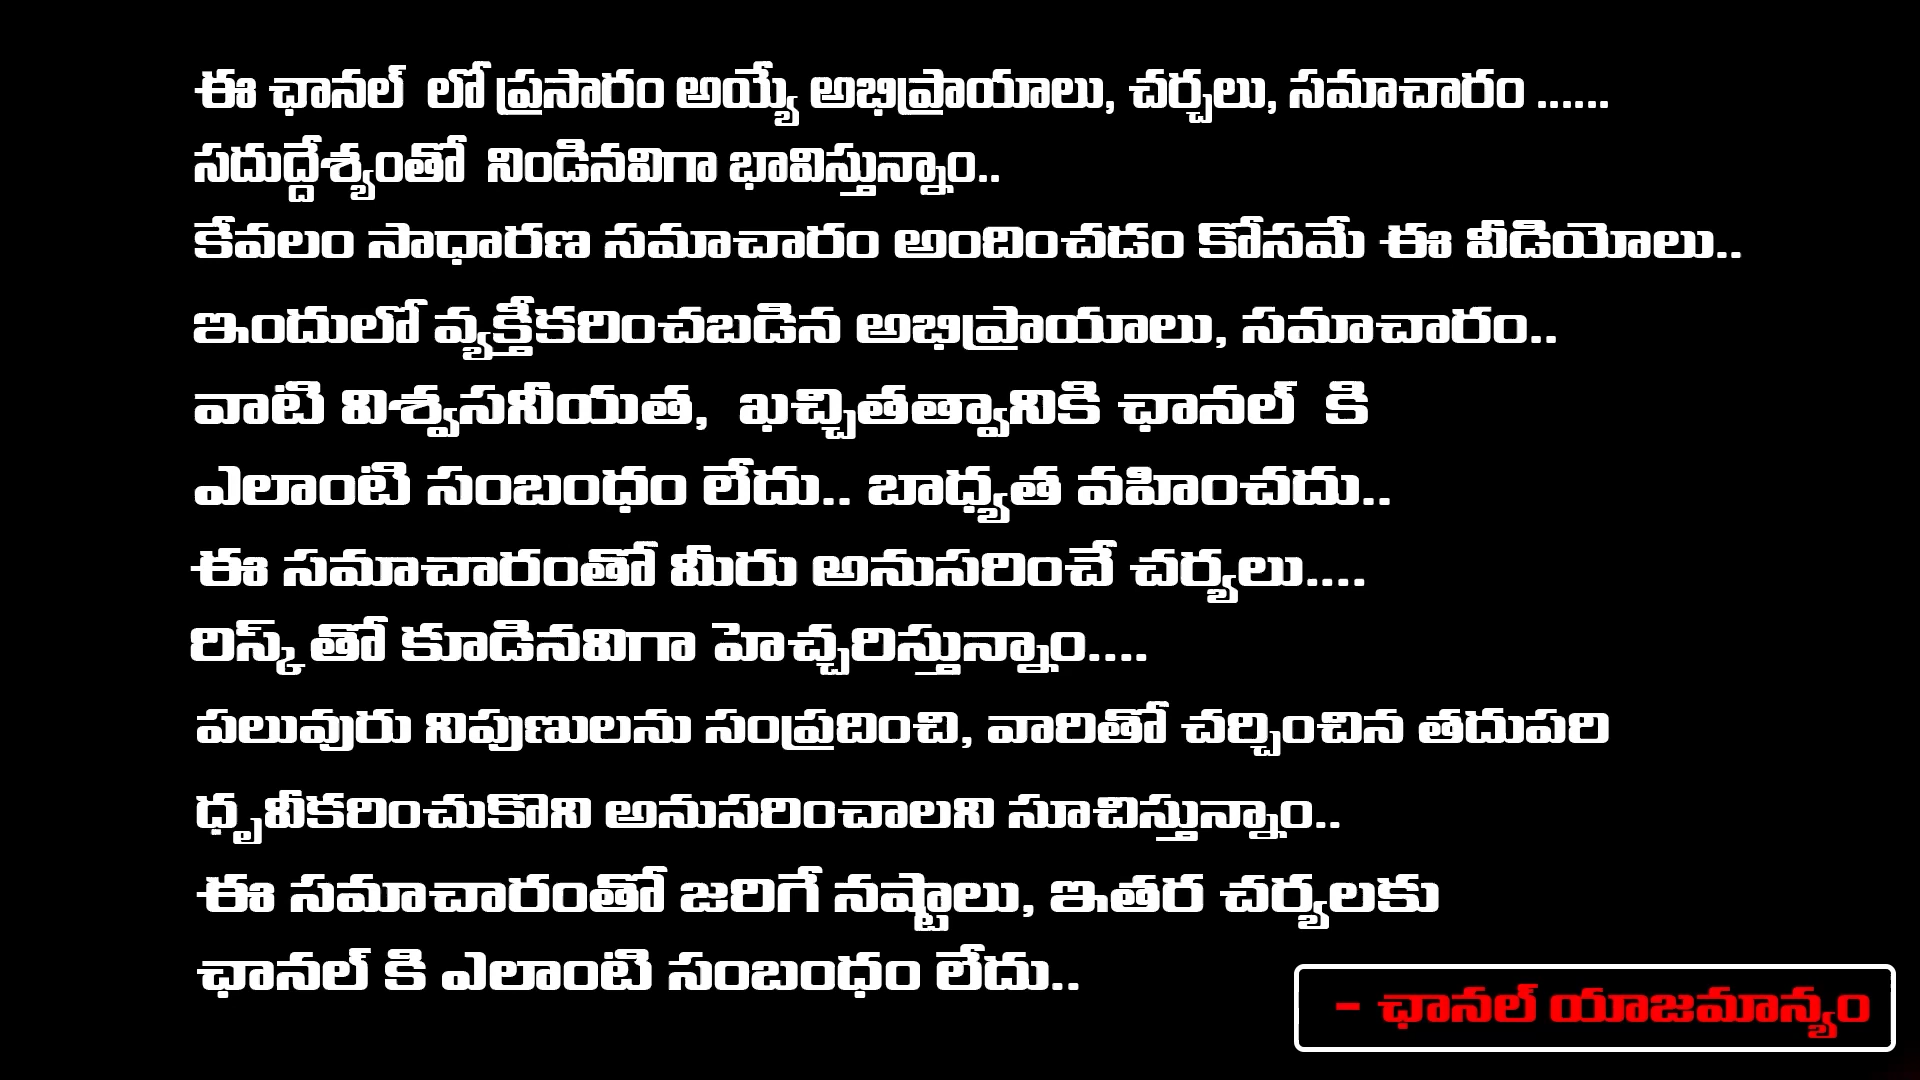 ఈ ఛానల్ లో ప్రసారం అయ్యే అభిప్రాయాలు, చర్చలు, సమాచారం ......
సదుద్దేశ్యంతో నిండినవిగా భావిస్తున్నాం..
కేవలం సాధారణ సమాచారం అందించడం కోసమే ఈ వీడియోలు..
ఇందులో వ్యక్తీకరించబడిన అభిప్రాయాలు, సమాచారం..
వాటి విశ్వసనీయత, ఖచ్చితత్వానికి ఛానల్ కి
ఎలాంటి సంబంధం లేదు.. బాధ్యత వహించదు..
ఈ సమాచారంతో మీరు అనుసరించే చర్యలు....
రిస్క్ తో కూడినవిగా హెచ్చరిస్తున్నాం....
పలువురు నిపుణులను సంప్రదించి, వారితో చర్చించిన తదుపరి
ధృవీకరించుకొని అనుసరించాలని సూచిస్తున్నాం..
ఈ సమాచారంతో జరిగే నష్టాలు, ఇతర చర్యలకు
ఛానల్ కి ఎలాంటి సంబంధం లేదు..
- ఛానల్ యాజమాన్యం